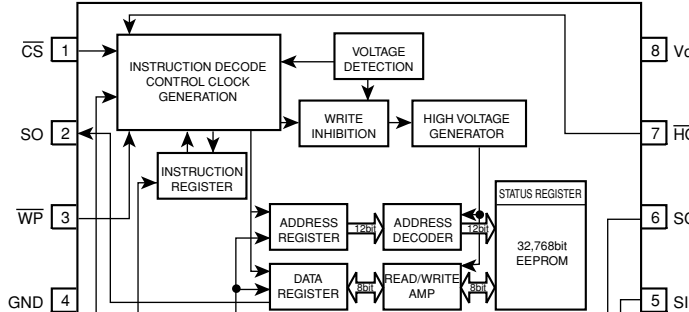 CS 1
INSTRUCTION DECODE
CONTROL CLOCK
GENERATION
VOLTAGE
DETECTION
8
WRITE
INHIBITION
HIGH VOLTAGE
GENERATOR
SO 2
7
INSTRUCTION
REGISTER
WP 3
STATUS REGISTER
ADDRESS
REGISTER
12bit
ADDRESS
DECODER
12bit
32,768bit
EEPROM
6
GND 4
DATA
REGISTER
8bit
READ/WRITE
AMP
8bit
5 SI